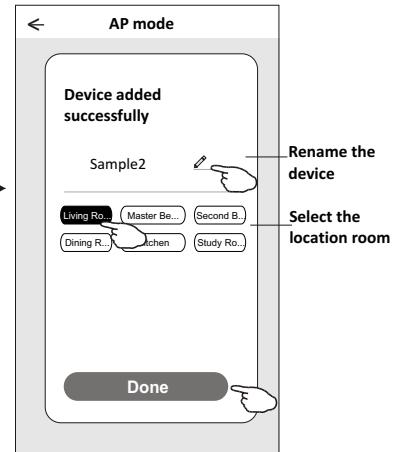 AP mode
Device added
successfully
Sample2
Rename the
device
Living Ro...
Master Be...
Second B...
Select the
location room
Dining R...
tchen
Study Ro...
Done